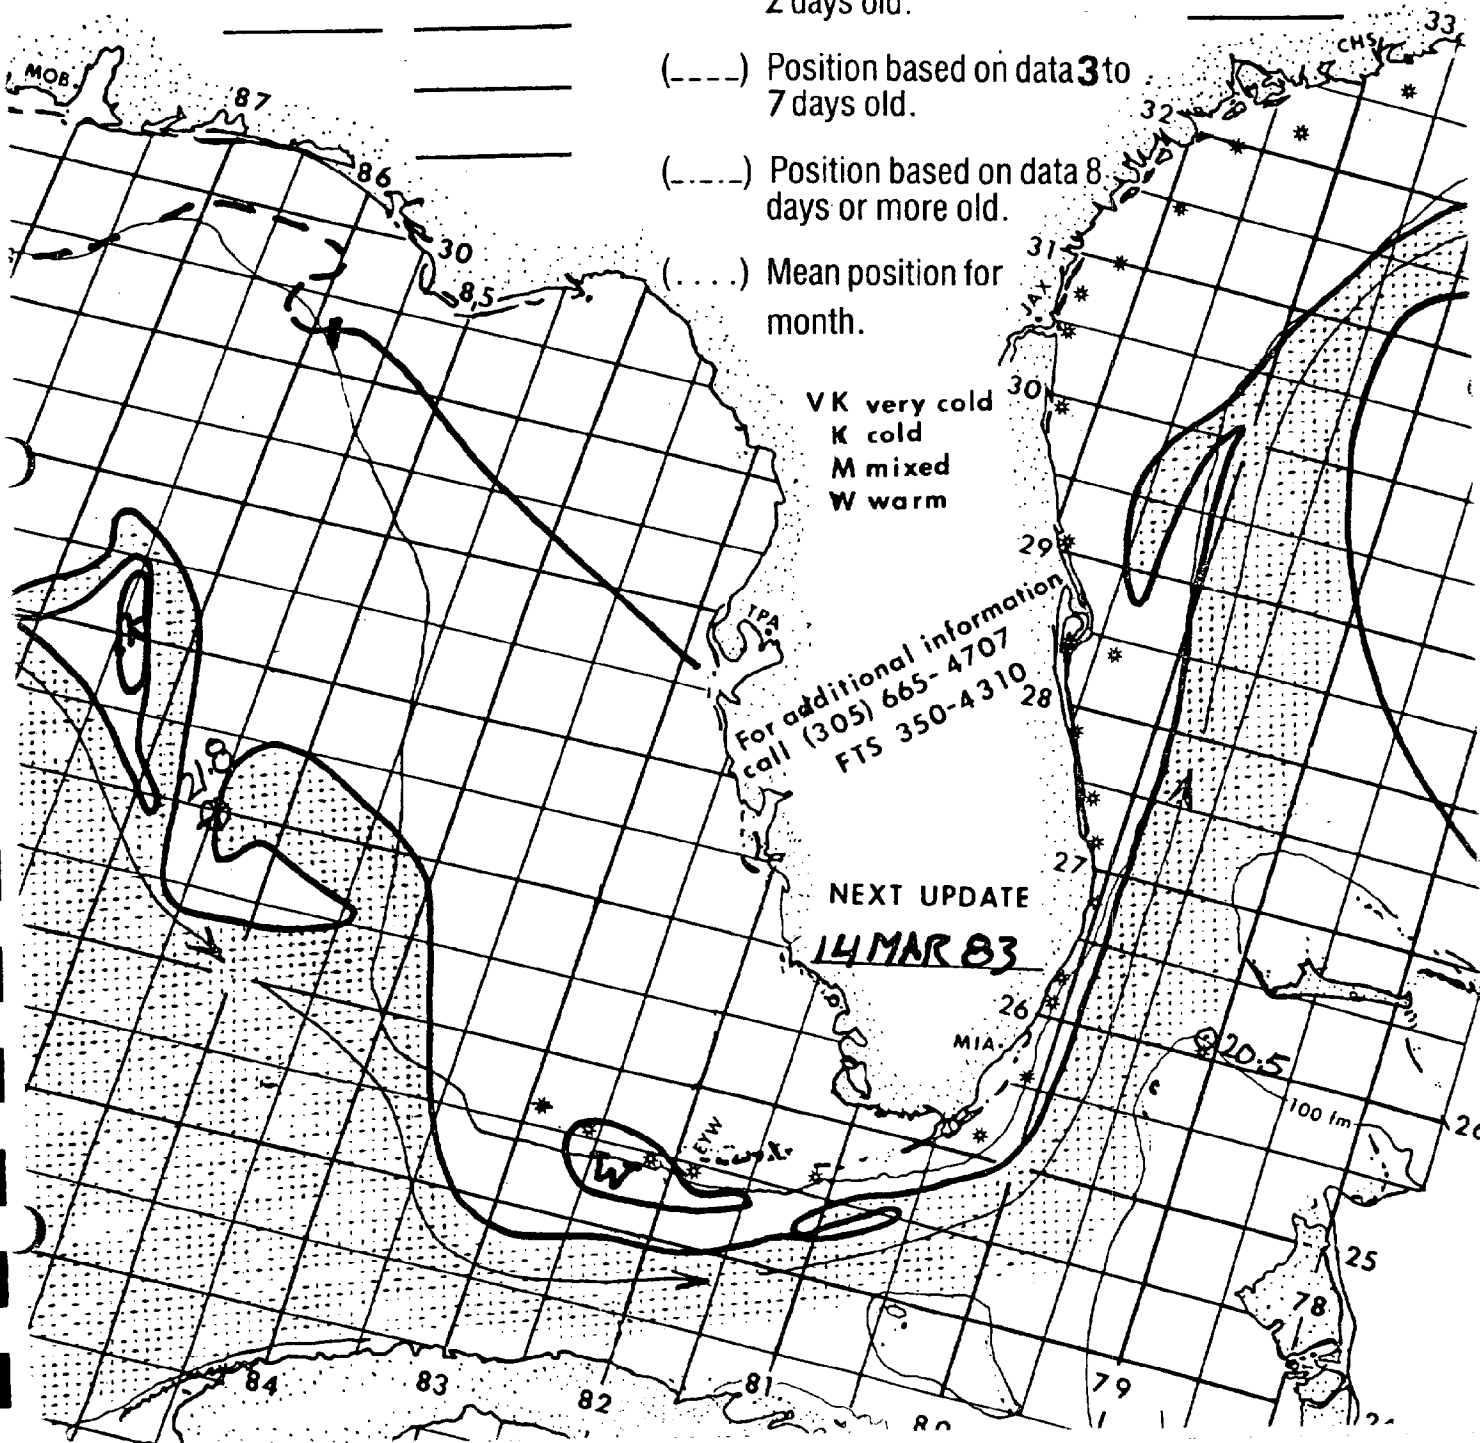 2 days old.
(____) Position based on data 3 to
7 days old.
(_._._) Position based on data 8
days or more old.
(....) Mean position for
month.
VK very cold
K cold
M mixed
W warm
For additional information
call (305) 665-4707
FTS 350-4310
NEXT UPDATE
14 MAR 83
MOB
87
86
30
85
CHS
33
32
31
JAX
30
29
TPA
28
27
26
MIA
K
21.8
20.5
100 fm
26
EYW
W
25
78
84
83
82
81
80
79